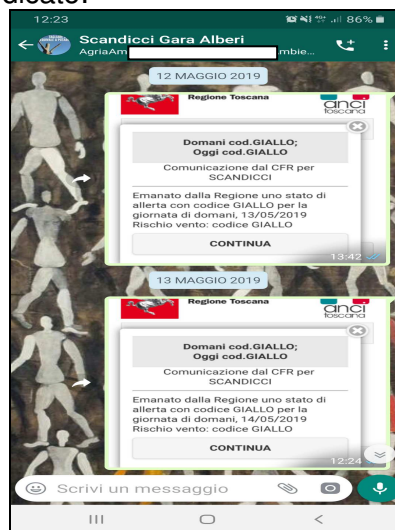 dicato?
12:23
86%
Scandicci Gara Alberi
AgriaAm mbie...
12 MAGGIO 2019
Regione Toscana
anci
toscana
Domani cod.GIALLO;
Oggi cod.GIALLO
Comunicazione dal CFR per
SCANDICCI
Emanato dalla Regione uno stato di
allerta con codice GIALLO per la
giornata di domani, 13/05/2019
Rischio vento: codice GIALLO
CONTINUA
13:42
13 MAGGIO 2019
Regione Toscana
anci
toscana
Domani cod.GIALLO;
Oggi cod.GIALLO
Comunicazione dal CFR per
SCANDICCI
Emanato dalla Regione uno stato di
allerta con codice GIALLO per la
giornata di domani, 14/05/2019
Rischio vento: codice GIALLO
CONTINUA
12:24
Scrivi un messaggio